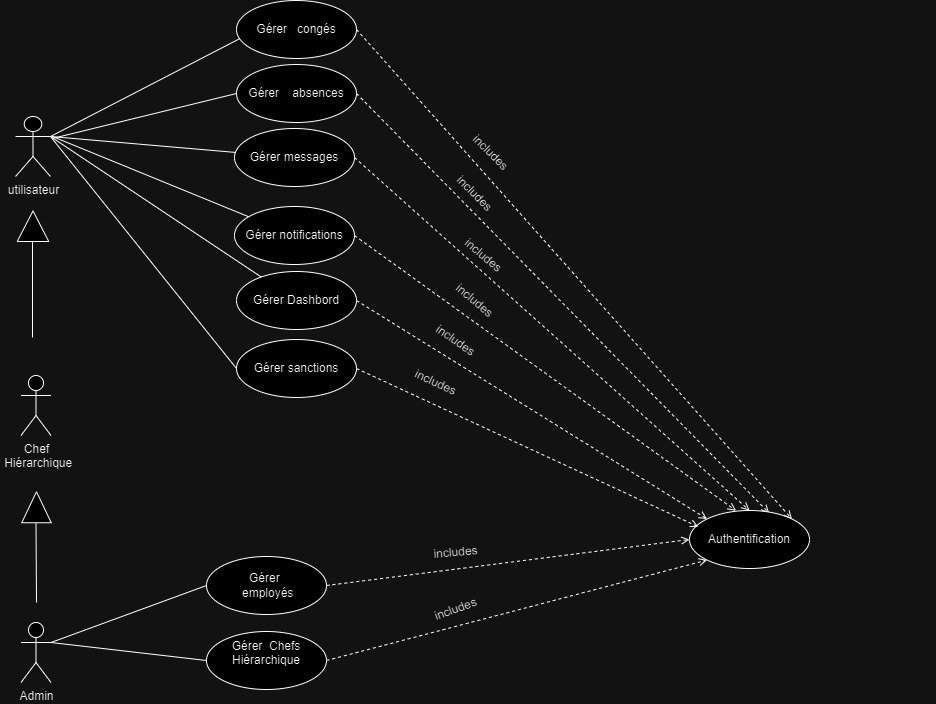 Gérer congés
Gérer absences
includes
Gérer messages
includes
utilisateur
Gérer notifications
includes
includes
Gérer Dashbord
includes
Gérer sanctions
includes
Chef
Hiérarchique
Authentification
includes
Gérer
employés
includes
Gérer Chefs
Hiérarchique
Admin